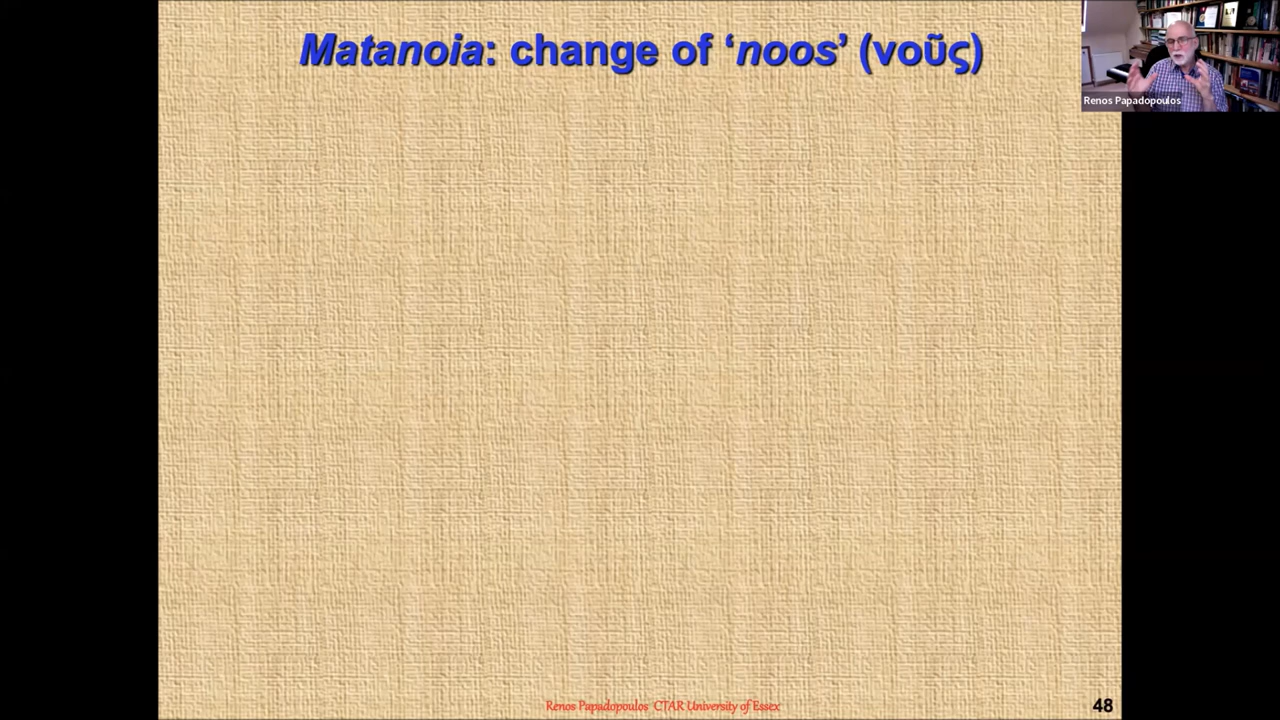 Matanoia: change of ‘noos’ (νοῦς)
Renos Papadopoulos
Renos Papadopoulos CTAR University of Essex
48